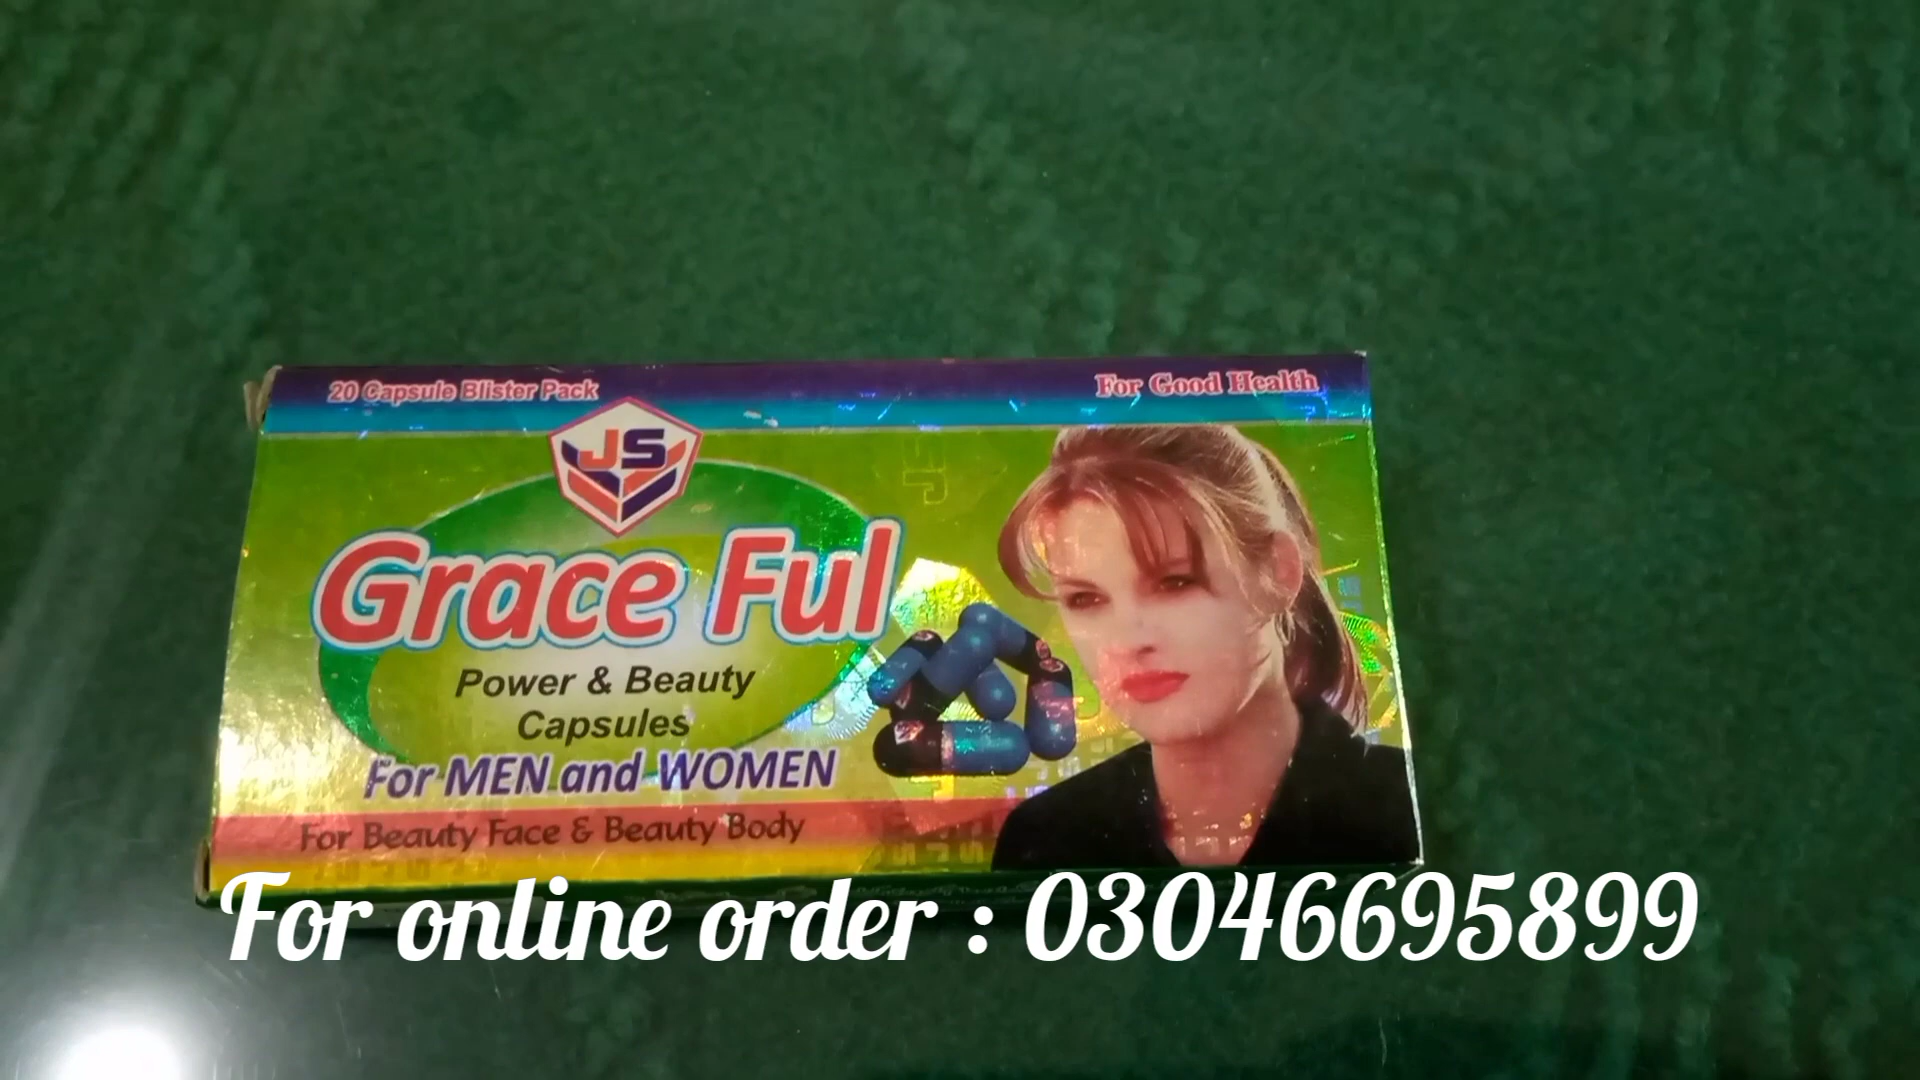 20 Capsule Blister Pack
For Good Health
JS
Grace Ful
Power & Beauty
Capsules
For MEN and WOMEN
For Beauty Face & Beauty Body
For online order : 03046695899